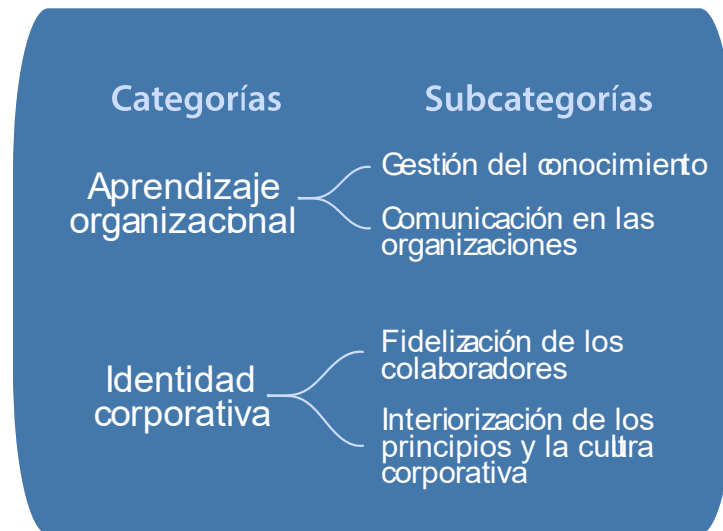 Categorías
Subcategorías
Aprendizaje
organizacional
Gestión del conocimiento
Comunicación en las
organizaciones
Identidad
corporativa
Fidelización de los
colaboradores
Interiorización de los
principios y la cultura
corporativa